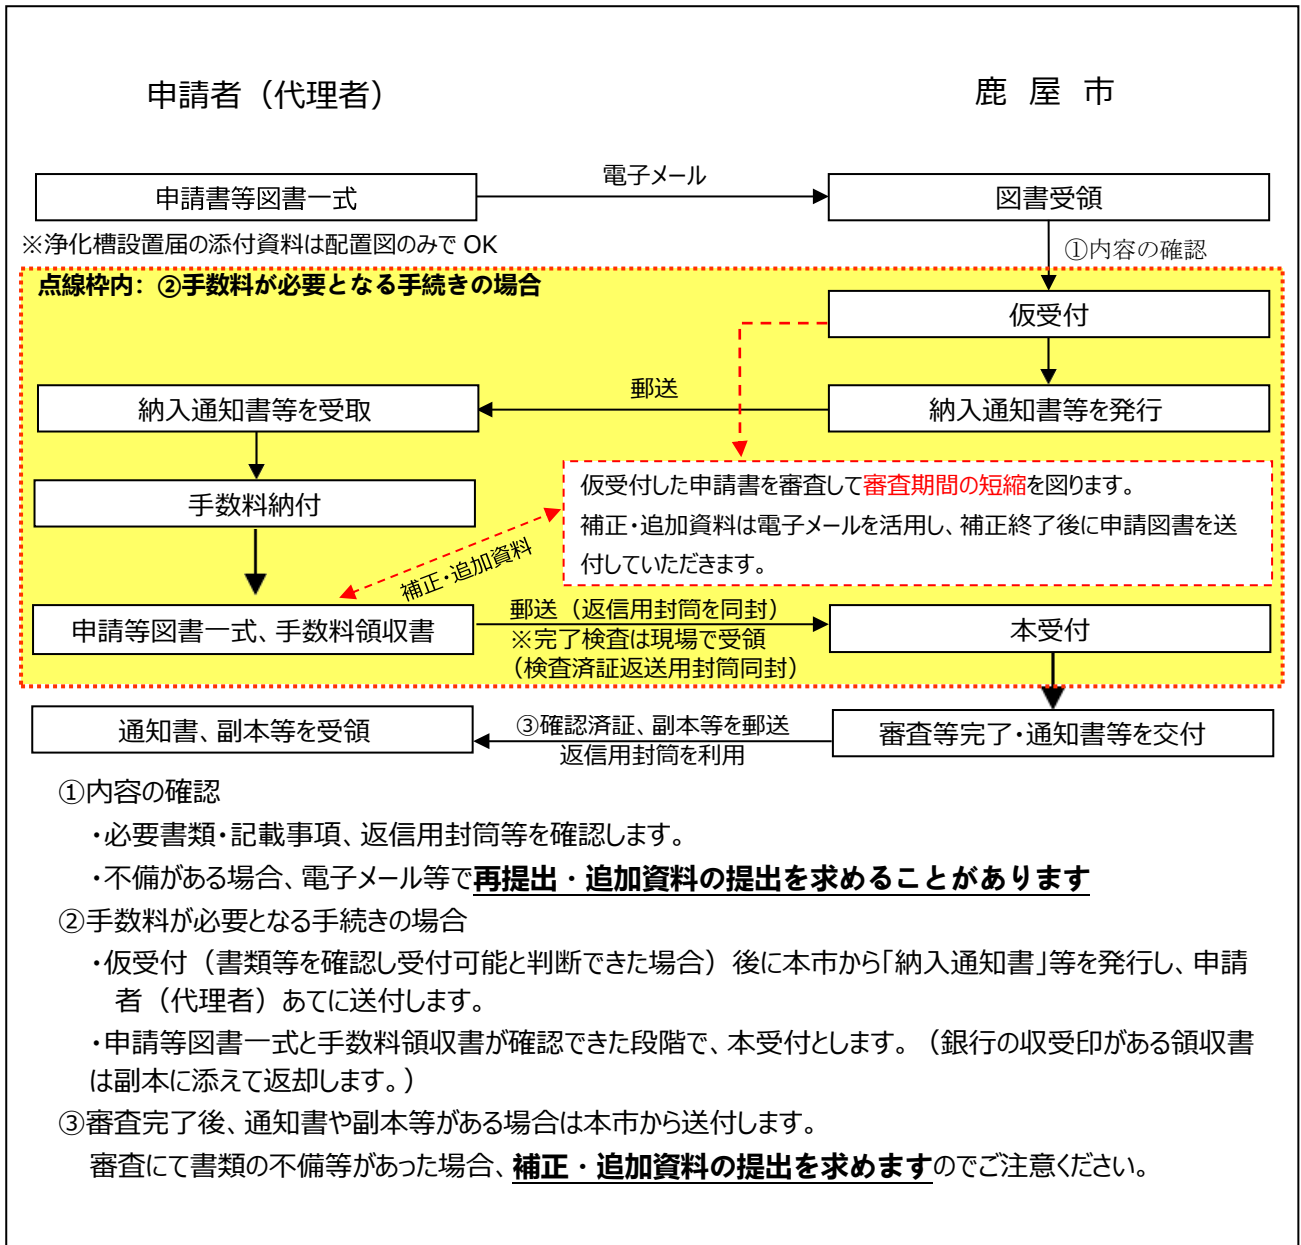 申請者（代理者）
鹿 屋 市
申請書等図書一式
電子メール
図書受領
※浄化槽設置届の添付資料は配置図のみで OK
①内容の確認
点線枠内：②手数料が必要となる手続きの場合
仮受付
納入通知書等を受取
郵送
納入通知書等を発行
手数料納付
仮受付した申請書を審査して審査期間の短縮を図ります。
補正・追加資料は電子メールを活用し、補正終了後に申請図書を送
付していただきます。
補正・追加資料
申請等図書一式、手数料領収書
郵送（返信用封筒を同封）
※完了検査は現場で受領
（検査済証返送用封筒同封）
本受付
通知書、副本等を受領
③確認済証、副本等を郵送
返信用封筒を利用
審査等完了・通知書等を交付
①内容の確認
・必要書類・記載事項、返信用封筒等を確認します。
・不備がある場合、電子メール等で再提出・追加資料の提出を求めることがあります
②手数料が必要となる手続きの場合
・仮受付（書類等を確認し受付可能と判断できた場合）後に本市から「納入通知書」等を発行し、申請
者（代理者）あてに送付します。
・申請等図書一式と手数料領収書が確認できた段階で、本受付とします。（銀行の収受印がある領収書
は副本に添えて返却します。）
③審査完了後、通知書や副本等がある場合は本市から送付します。
審査にて書類の不備等があった場合、補正・追加資料の提出を求めますのでご注意ください。